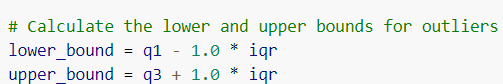 # Calculate the lower and upper bounds for outliers
lower_bound = q1 - 1.0 * iqr
upper_bound = q3 + 1.0 * iqr